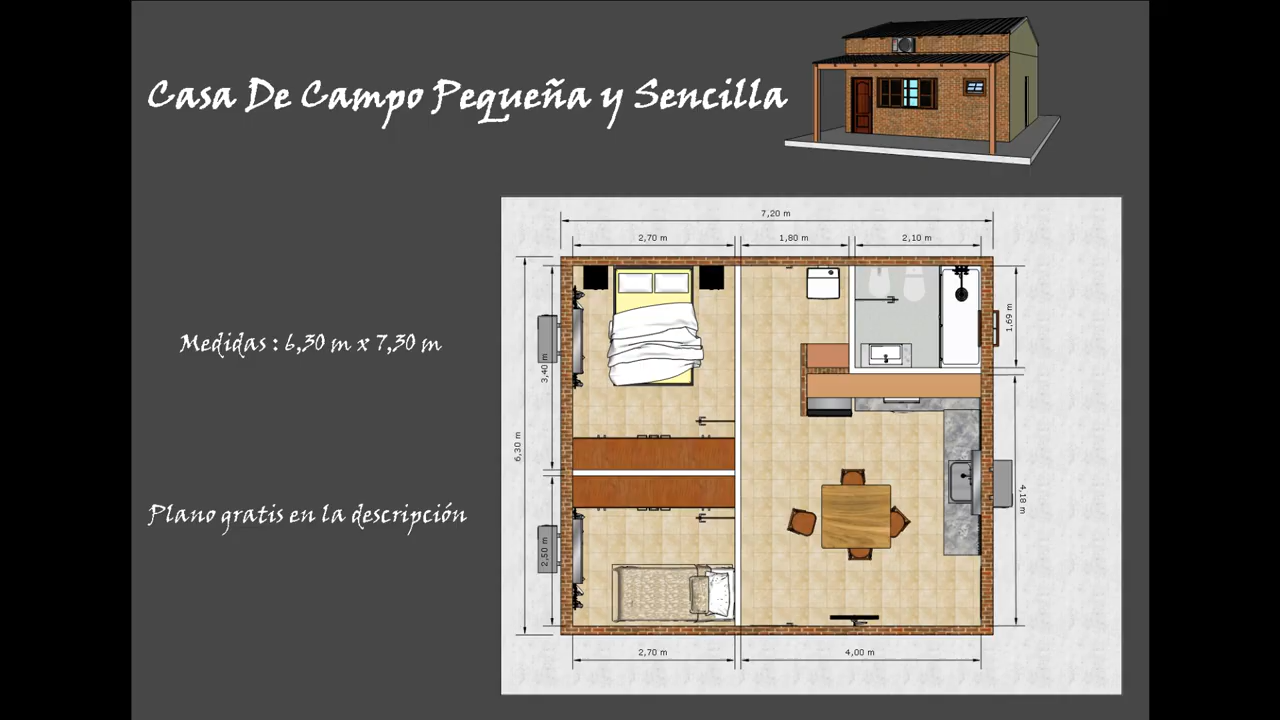 Casa De Campo Pequeña y Sencilla
7,20 m
2,70 m
1,80 m
2,10 m
Medidas : 6,30 m x 7,30 m
1,69 m
3,40 m
6,30 m
4,18 m
Plano gratis en la descripción
2,50 m
2,70 m
4,00 m